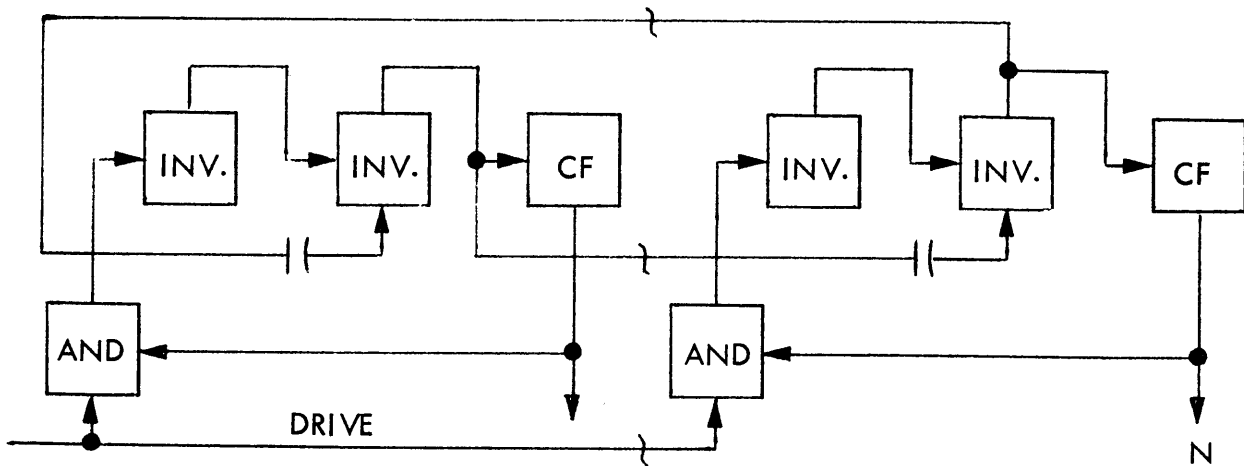 INV.
INV.
CF
INV.
INV.
CF
AND
AND
DRIVE
N